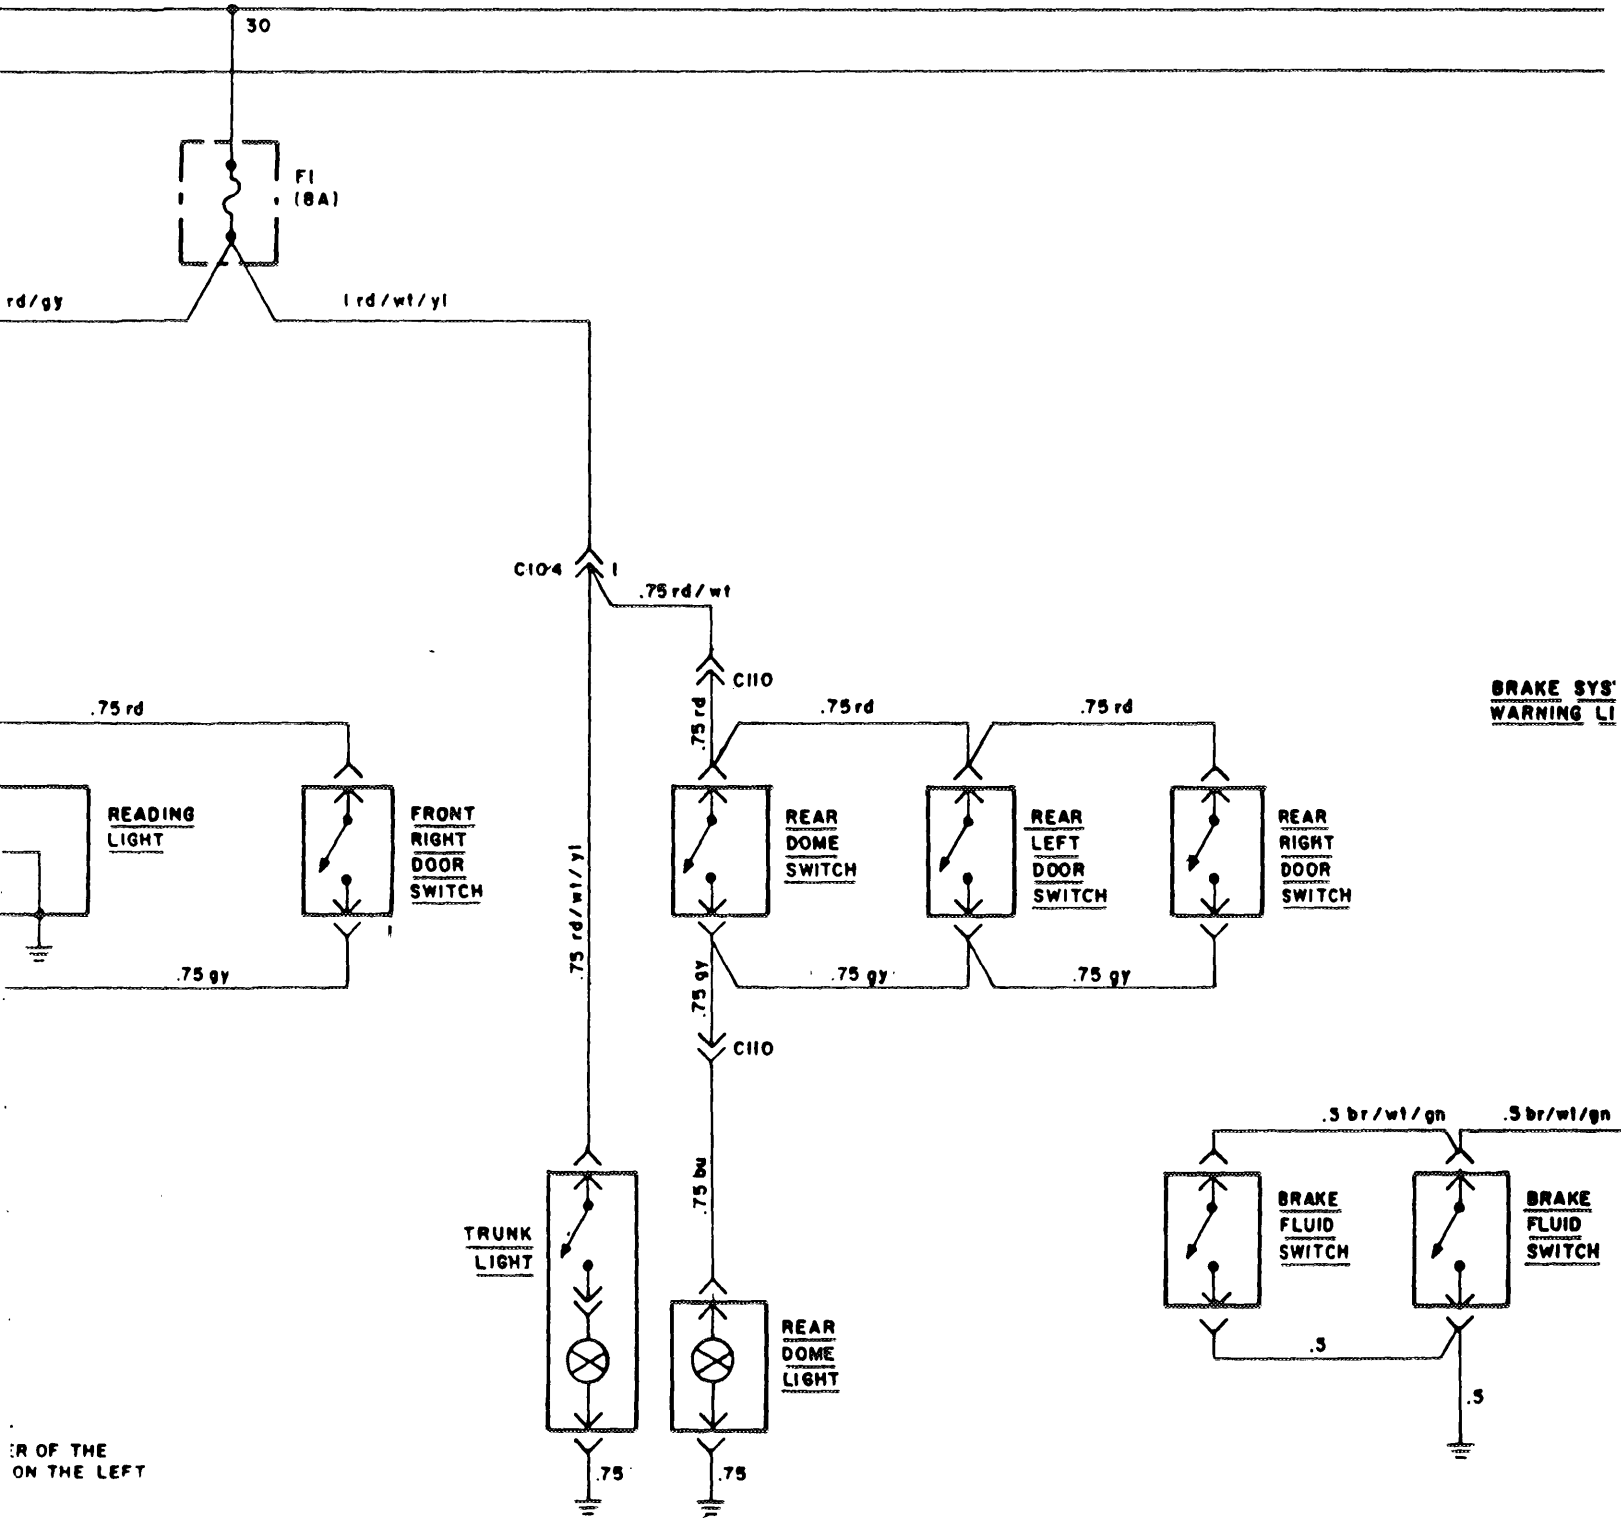 30
F1
(8A)
rd/gy
1 rd/wt/yl
C104
1
.75 rd/wt
C110
.75 rd
.75 rd
.75 rd
.75 rd
BRAKE SYS
WARNING LI
READING
LIGHT
FRONT
RIGHT
DOOR
SWITCH
REAR
DOME
SWITCH
REAR
LEFT
DOOR
SWITCH
REAR
RIGHT
DOOR
SWITCH
.75 rd/wt/yl
.75 gy
.75 gy
.75 gy
.75 gy
C110
.75 bu
.5 br/wt/gn
.5 br/wt/gn
TRUNK
LIGHT
BRAKE
FLUID
SWITCH
BRAKE
FLUID
SWITCH
REAR
DOME
LIGHT
.5
.5
ER OF THE
ON THE LEFT
.75
.75